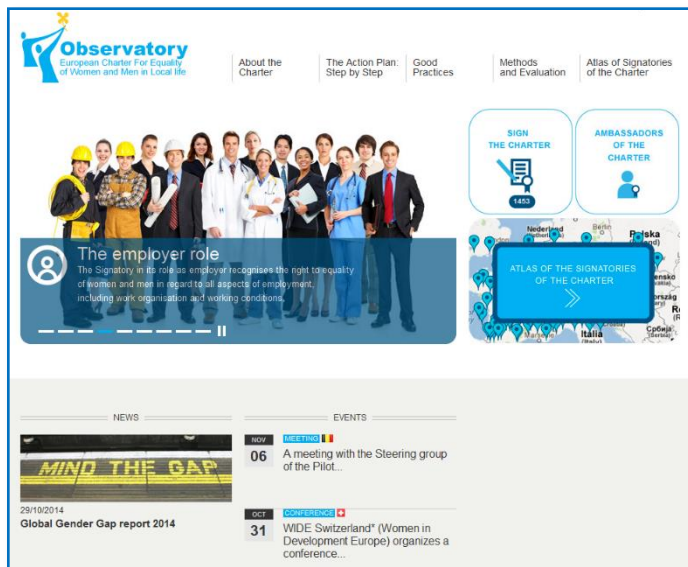 Observatory
European Charter For Equality
of Women and Men in Local life
About the
Charter
The Action Plan:
Step by Step
Good
Practices
Methods
and Evaluation
Atlas of Signatories
of the Charter
SIGN
THE CHARTER
1453
AMBASSADORS
OF THE
CHARTER
The employer role
The Signatory in its role as employer recognises the right to equality
of women and men in regard to all aspects of employment,
including work organisation and working conditions.
Nederland
Berlin
Polska
ATLAS OF THE SIGNATORIES
OF THE CHARTER
Italia
(Italy)
Србија
(Serbia)
NEWS
MIND THE GAP
29/10/2014
Global Gender Gap report 2014
EVENTS
NOV
06
MEETING
A meeting with the Steering group
of the Pilot...
OCT
31
CONFERENCE
WIDE Switzerland* (Women in
Development Europe) organizes a
conference...